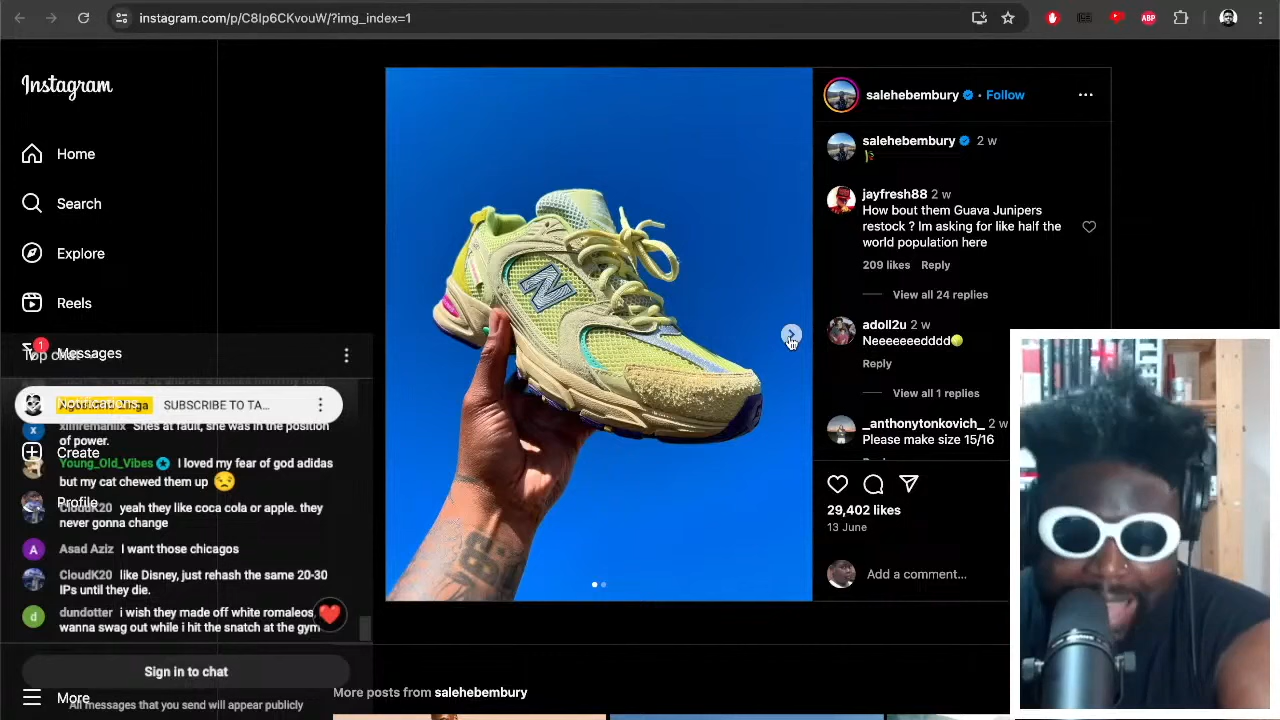 instagram.com/p/C8Ip6CKvouW/?img_index=1
ABP
Instagram
Home
Search
Explore
Reels
1
Messages
Notifications
SUBSCRIBE TO TA...
Shes at fault, she was in the position
of power.
Create
Young_Old_Vibes I loved my fear of god adidas
but my cat chewed them up
Profile
CloudK20 yeah they like coca cola or apple. they
never gonna change
Asad Aziz I want those chicagos
CloudK20 like Disney, just rehash the same 20-30
IPs until they die.
dundotter i wish they made off white romaleos,
wanna swag out while i hit the snatch at the gym
Sign in to chat
More
All messages that you send will appear publicly
N
salehebembury • Follow
salehebembury 2 w
jayfresh88 2 w
How bout them Guava Junipers
restock ? Im asking for like half the
world population here
209 likes Reply
View all 24 replies
adoll2u 2 w
Neeeeeedddd
Reply
View all 1 replies
_anthonytonkovich_ 2 w
Please make size 15/16
29,402 likes
13 June
Add a comment...
More posts from salehebembury